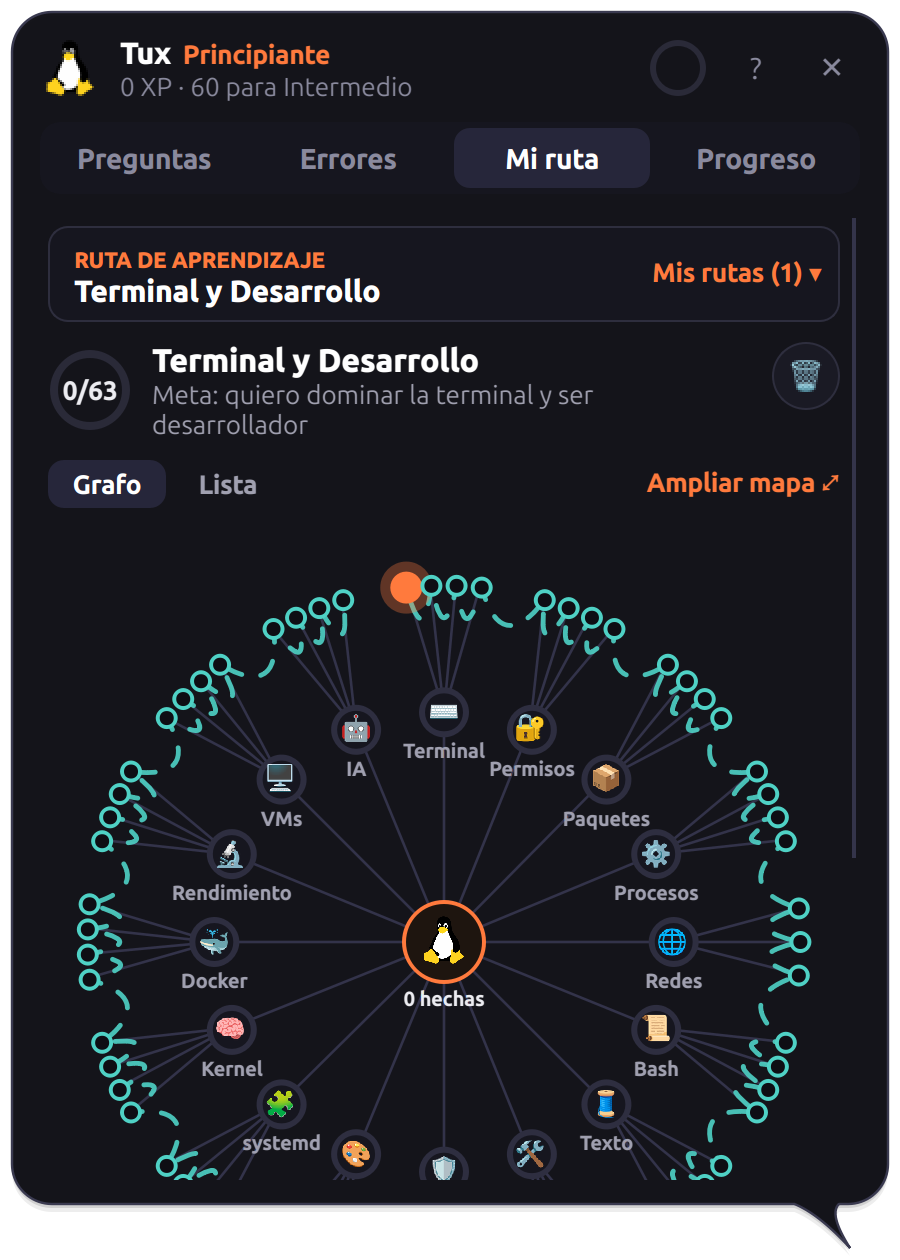 Tux Principiante
0 XP · 60 para Intermedio
?
×
Preguntas
Errores
Mi ruta
Progreso
RUTA DE APRENDIZAJE
Terminal y Desarrollo
Mis rutas (1) ▾
0/63
Terminal y Desarrollo
Meta: quiero dominar la terminal y ser
desarrollador
Grafo
Lista
Ampliar mapa ⤢
Terminal
IA
Permisos
VMs
Paquetes
Rendimiento
Procesos
Docker
Redes
0 hechas
Kernel
Bash
systemd
Texto